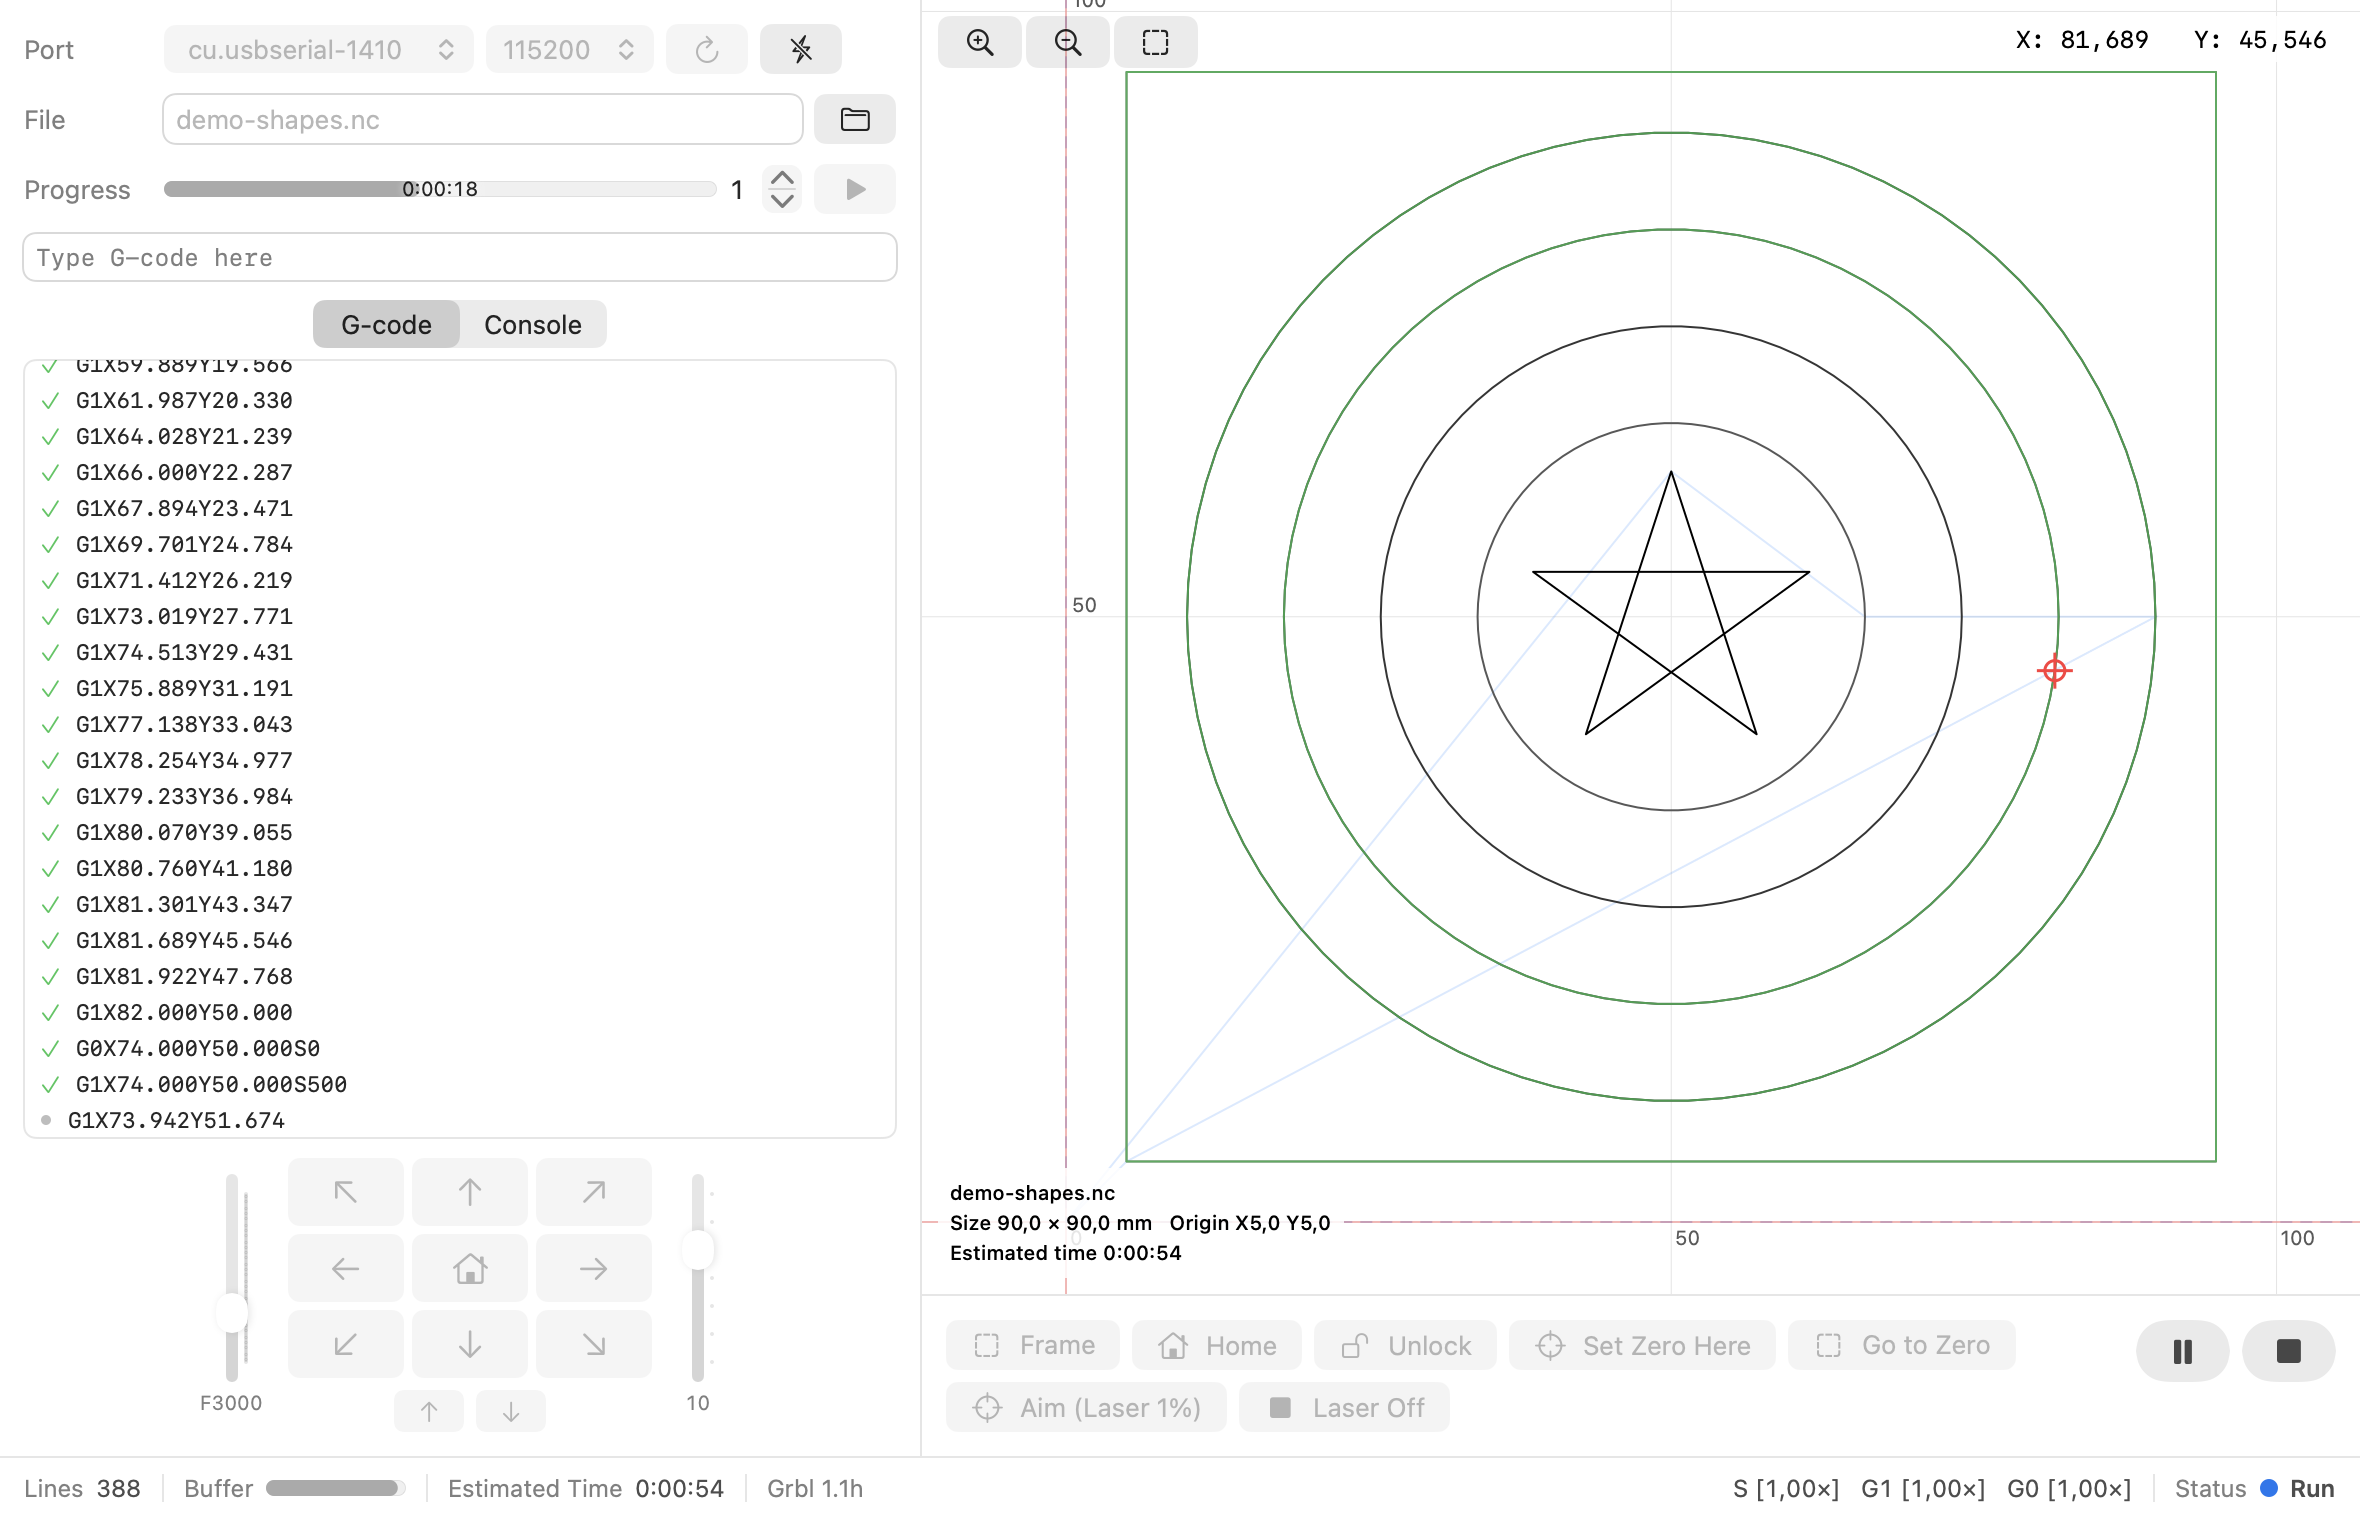 Port cu.usbserial-1410 115200
File demo-shapes.nc
Progress 0:00:18 1
Type G-code here
G-code Console
G1X59.889Y19.566
G1X61.987Y20.330
G1X64.028Y21.239
G1X66.000Y22.287
G1X67.894Y23.471
G1X69.701Y24.784
G1X71.412Y26.219
G1X73.019Y27.771
G1X74.513Y29.431
G1X75.889Y31.191
G1X77.138Y33.043
G1X78.254Y34.977
G1X79.233Y36.984
G1X80.070Y39.055
G1X80.760Y41.180
G1X81.301Y43.347
G1X81.689Y45.546
G1X81.922Y47.768
G1X82.000Y50.000
G0X74.000Y50.000S0
G1X74.000Y50.000S500
G1X73.942Y51.674
F3000 10
100
X: 81,689 Y: 45,546
50
demo-shapes.nc
Size 90,0 × 90,0 mm Origin X5,0 Y5,0
Estimated time 0:00:54
0 50 100
Frame Home Unlock Set Zero Here Go to Zero
Aim (Laser 1%) Laser Off
Lines 388 Buffer Estimated Time 0:00:54 Grbl 1.1h S [1,00×] G1 [1,00×] G0 [1,00×] Status Run